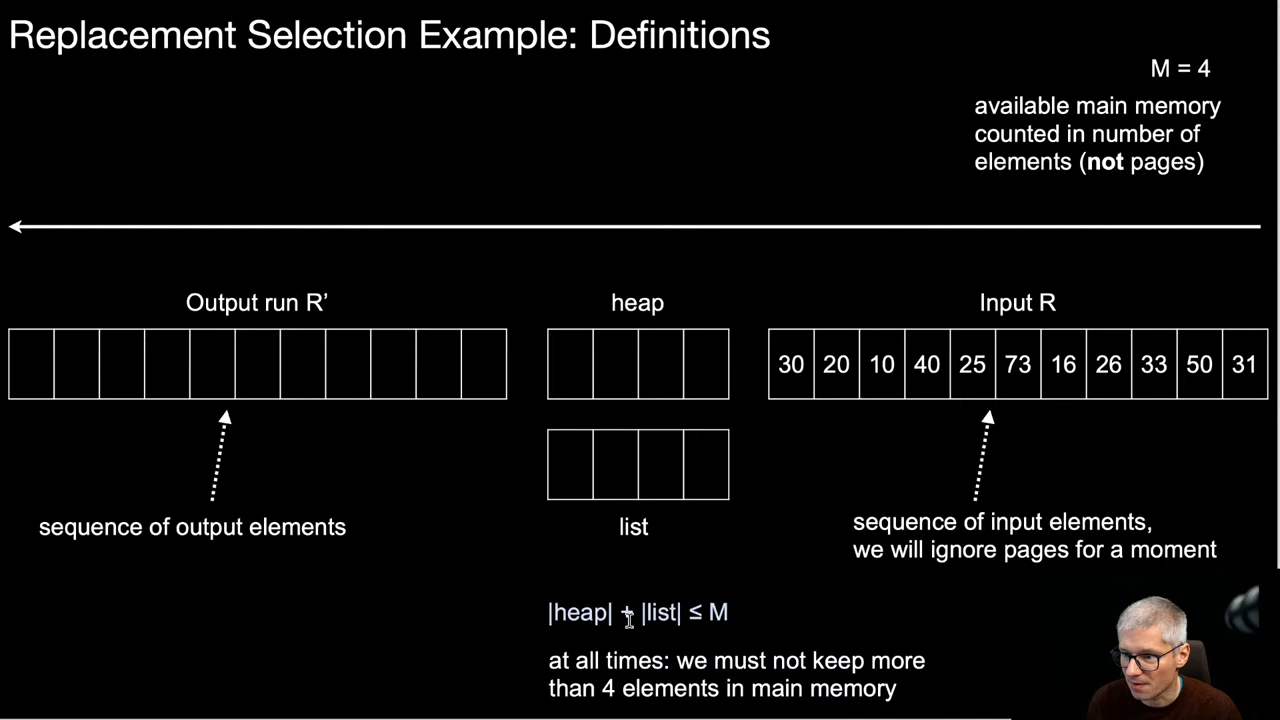 Replacement Selection Example: Definitions
M = 4
available main memory
counted in number of
elements (not pages)
Output run R’
heap
Input R
30 20 10 40 25 73 16 26 33 50 31
sequence of output elements
list
sequence of input elements,
we will ignore pages for a moment
|heap| + |list| ≤ M
at all times: we must not keep more
than 4 elements in main memory